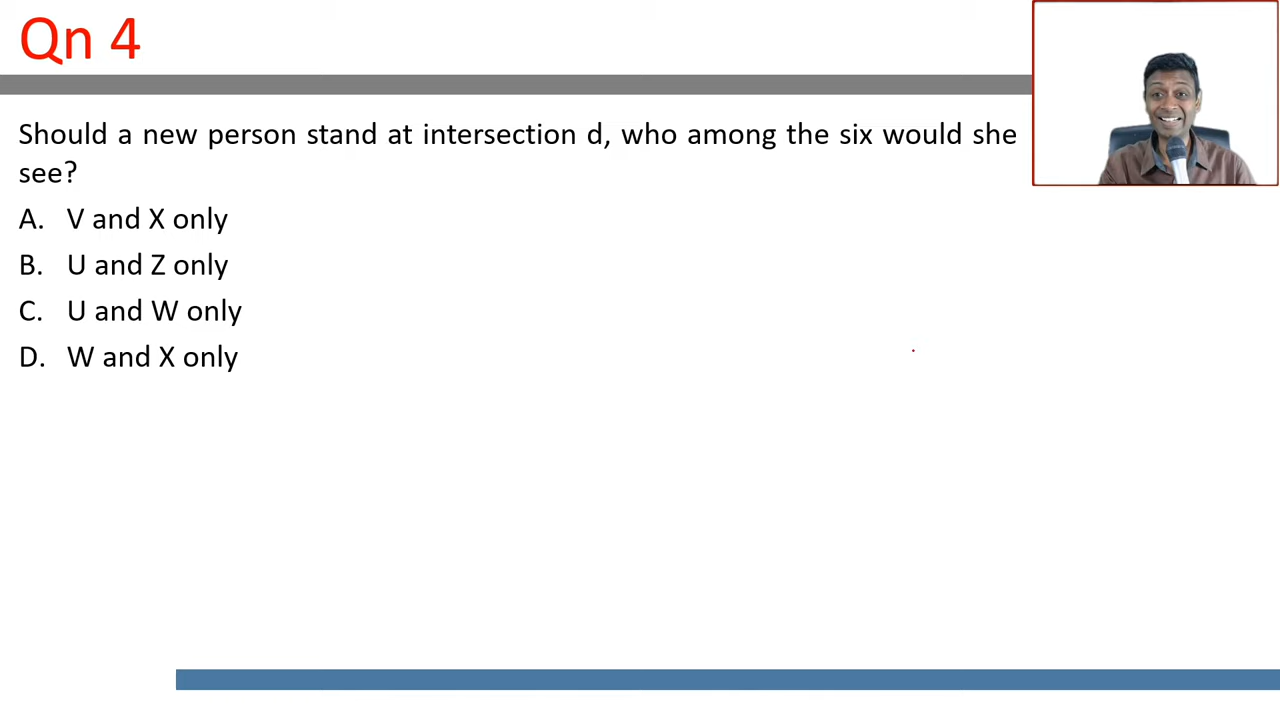 Qn 4
Should a new person stand at intersection d, who among the six would she
see?
A. V and X only
B. U and Z only
C. U and W only
D. W and X only